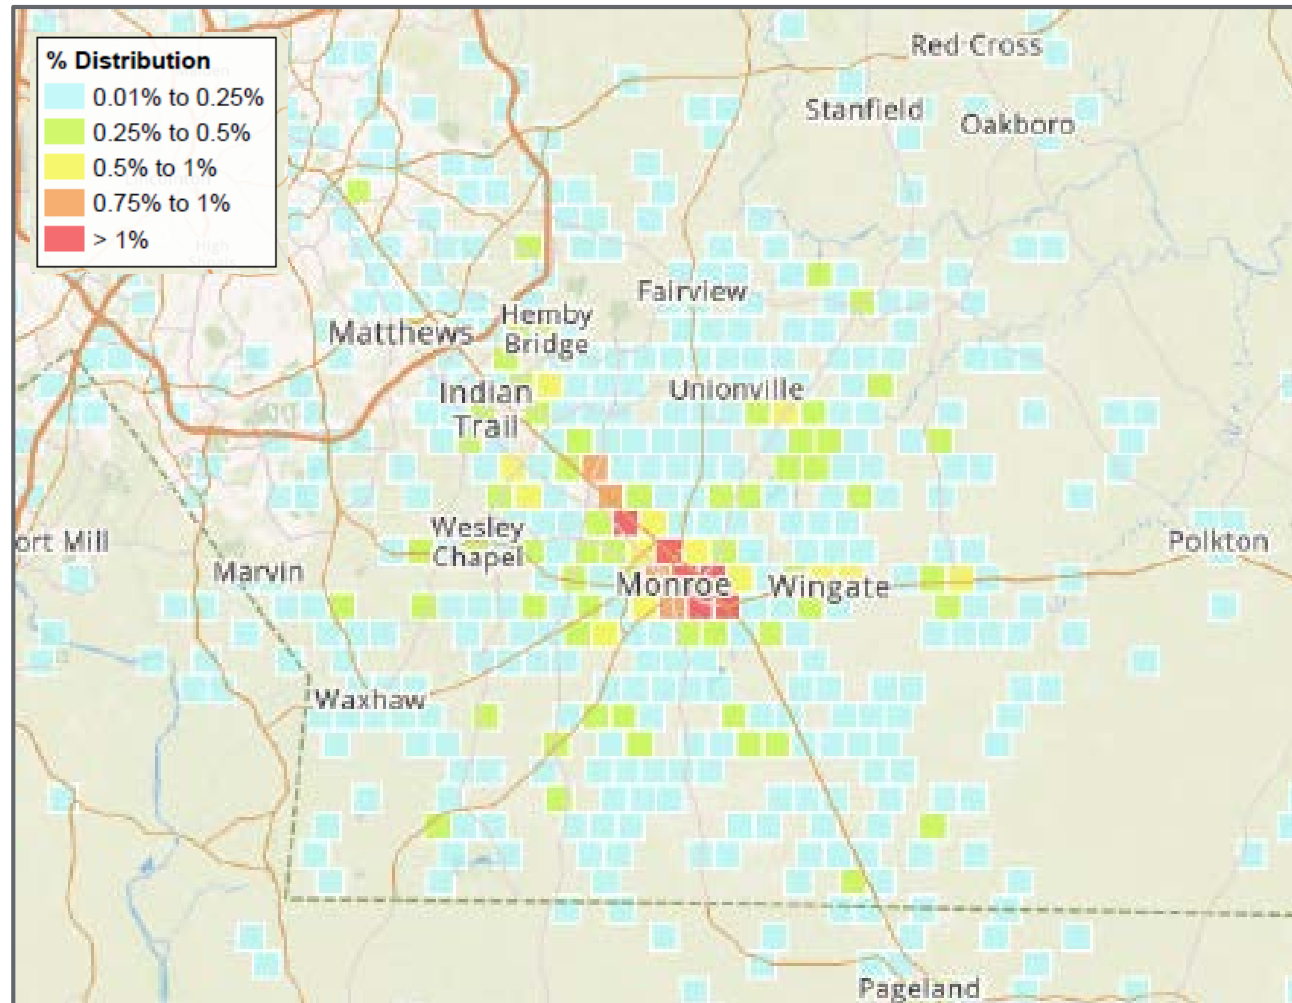 % Distribution
0.01% to 0.25%
0.25% to 0.5%
0.5% to 1%
0.75% to 1%
> 1%
Red Cross
Stanfield
Oakboro
Fairview
Hemby
Bridge
Matthews
Indian
Trail
Unionville
Wesley
Chapel
ort Mill
Marvin
Monroe
Wingate
Polkton
Waxhaw
Pageland
High
Shoals